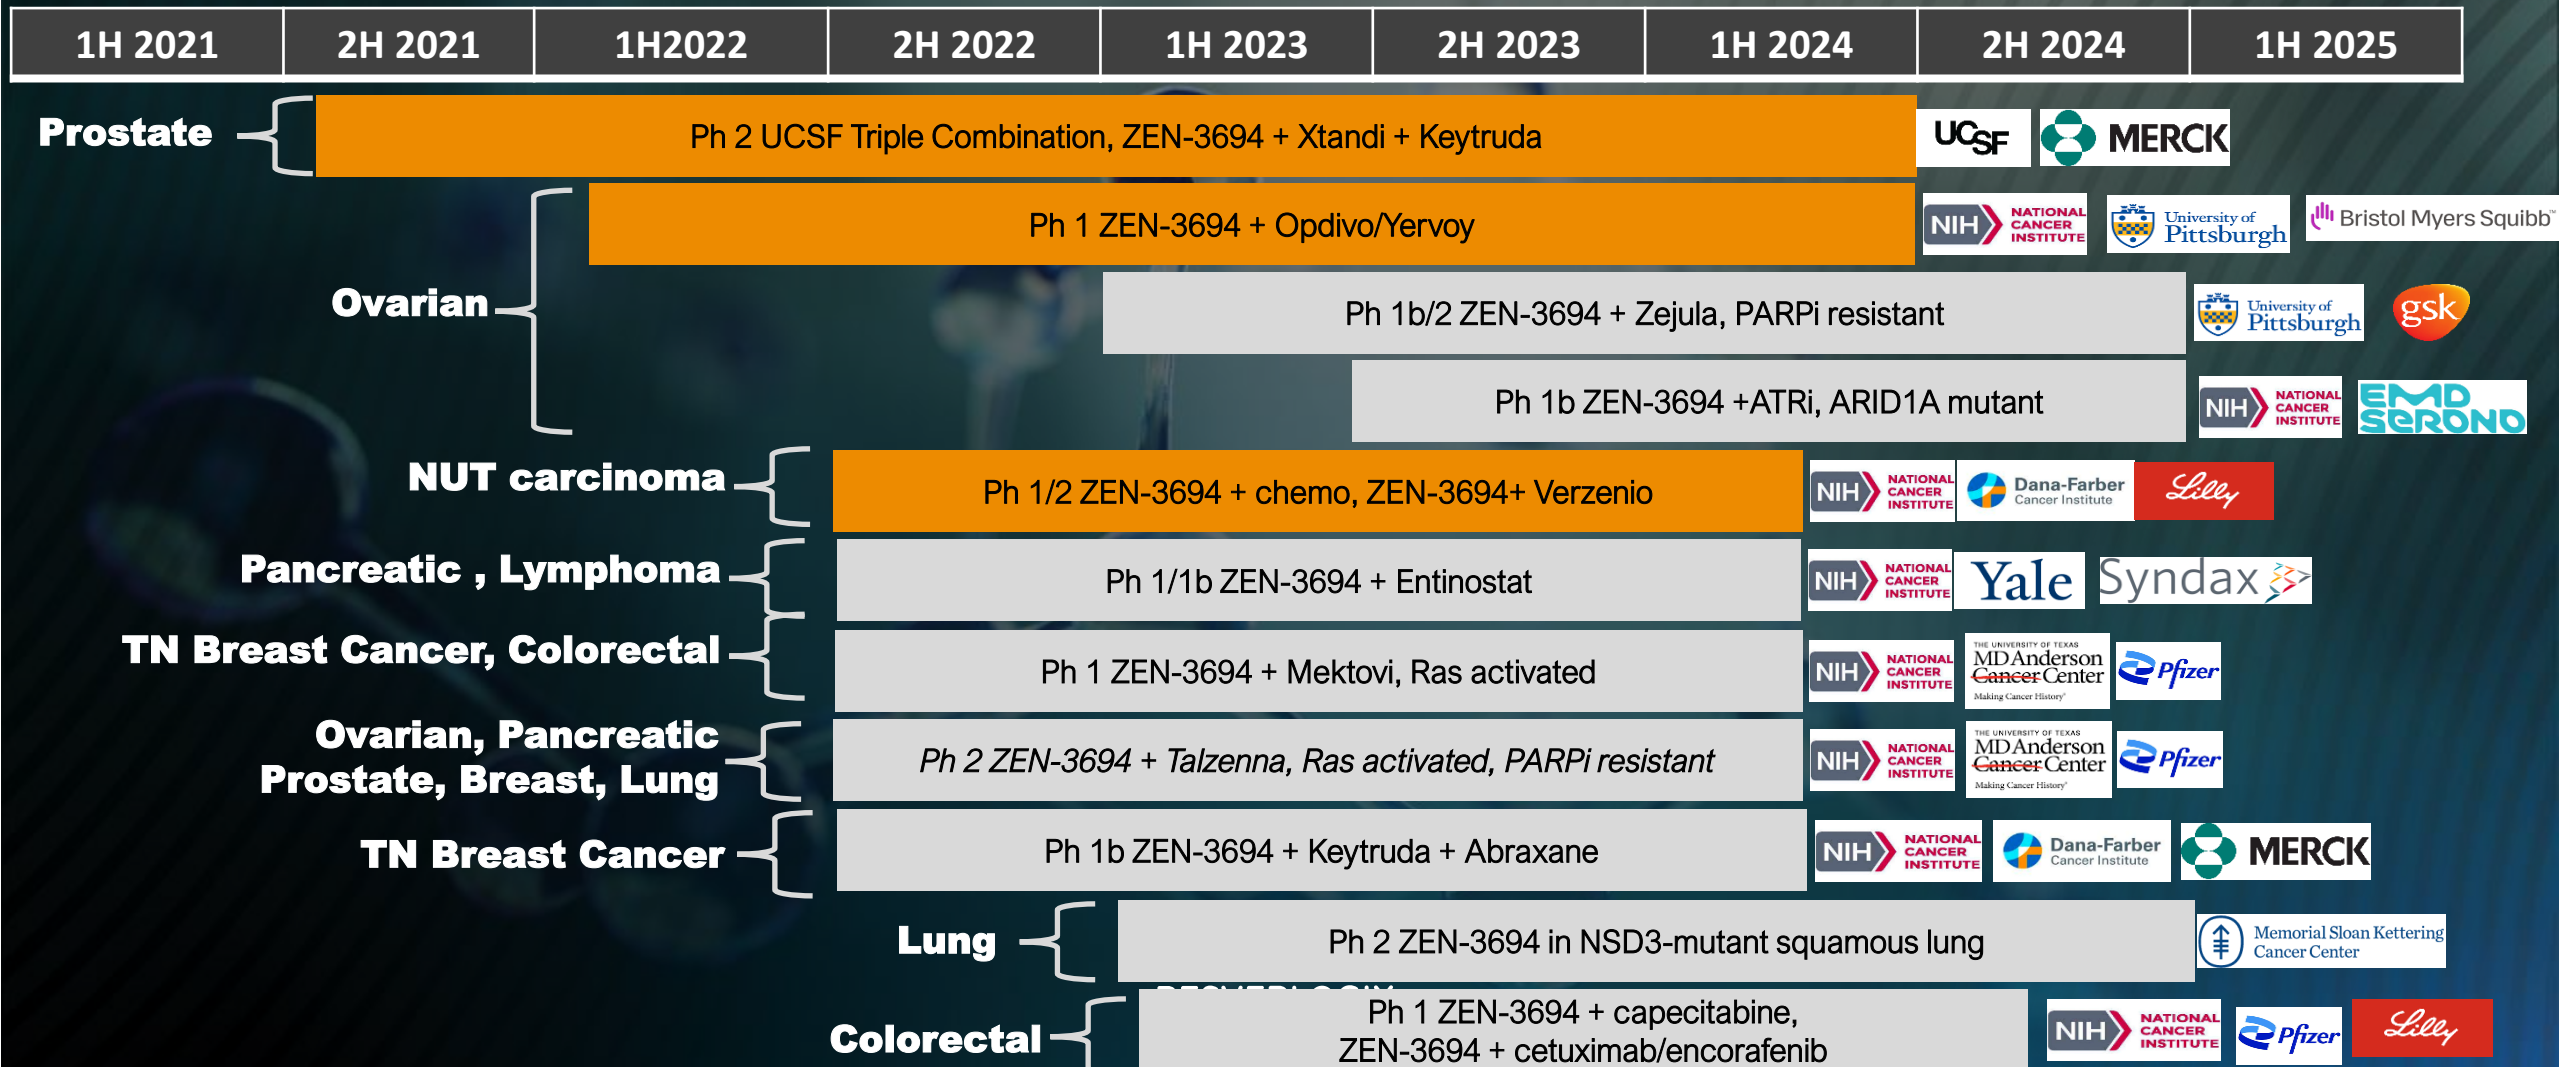 1H 2021 2H 2021 1H2022 2H 2022 1H 2023 2H 2023 1H 2024 2H 2024 1H 2025
Prostate
Ph 2 UCSF Triple Combination, ZEN-3694 + Xtandi + Keytruda
UCSF
MERCK
Ovarian
Ph 1 ZEN-3694 + Opdivo/Yervoy
NIH NATIONAL CANCER INSTITUTE
University of Pittsburgh
Bristol Myers Squibb™
Ph 1b/2 ZEN-3694 + Zejula, PARPi resistant
University of Pittsburgh
gsk
Ph 1b ZEN-3694 +ATRi, ARID1A mutant
NIH NATIONAL CANCER INSTITUTE
EMD SERONO
NUT carcinoma
Ph 1/2 ZEN-3694 + chemo, ZEN-3694+ Verzenio
NIH NATIONAL CANCER INSTITUTE
Dana-Farber Cancer Institute
Lilly
Pancreatic , Lymphoma
Ph 1/1b ZEN-3694 + Entinostat
NIH NATIONAL CANCER INSTITUTE
Yale
Syndax
TN Breast Cancer, Colorectal
Ph 1 ZEN-3694 + Mektovi, Ras activated
NIH NATIONAL CANCER INSTITUTE
THE UNIVERSITY OF TEXAS
MD Anderson
Cancer Center
Making Cancer History®
Pfizer
Ovarian, Pancreatic
Prostate, Breast, Lung
Ph 2 ZEN-3694 + Talzenna, Ras activated, PARPi resistant
NIH NATIONAL CANCER INSTITUTE
THE UNIVERSITY OF TEXAS
MD Anderson
Cancer Center
Making Cancer History®
Pfizer
TN Breast Cancer
Ph 1b ZEN-3694 + Keytruda + Abraxane
NIH NATIONAL CANCER INSTITUTE
Dana-Farber Cancer Institute
MERCK
Lung
Ph 2 ZEN-3694 in NSD3-mutant squamous lung
Memorial Sloan Kettering
Cancer Center
Colorectal
Ph 1 ZEN-3694 + capecitabine,
ZEN-3694 + cetuximab/encorafenib
NIH NATIONAL CANCER INSTITUTE
Pfizer
Lilly